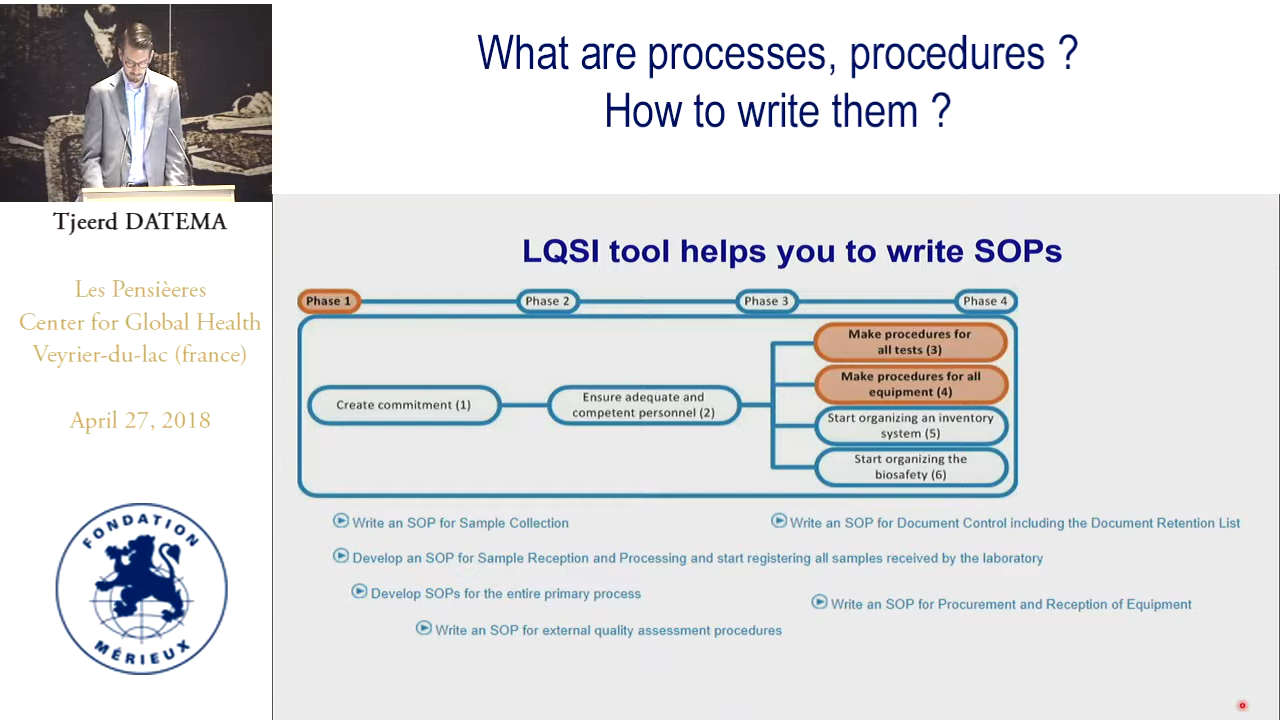 What are processes, procedures ?
How to write them ?
Tjeerd DATEMA
Les Pensièeres
Center for Global Health
Veyrier-du-lac (france)
April 27, 2018
FONDATION
MÉRIEUX
LQSI tool helps you to write SOPs
Phase 1
Phase 2
Phase 3
Phase 4
Create commitment (1)
Ensure adequate and
competent personnel (2)
Make procedures for
all tests (3)
Make procedures for all
equipment (4)
Start organizing an inventory
system (5)
Start organizing the
biosafety (6)
Write an SOP for Sample Collection
Write an SOP for Document Control including the Document Retention List
Develop an SOP for Sample Reception and Processing and start registering all samples received by the laboratory
Develop SOPs for the entire primary process
Write an SOP for Procurement and Reception of Equipment
Write an SOP for external quality assessment procedures